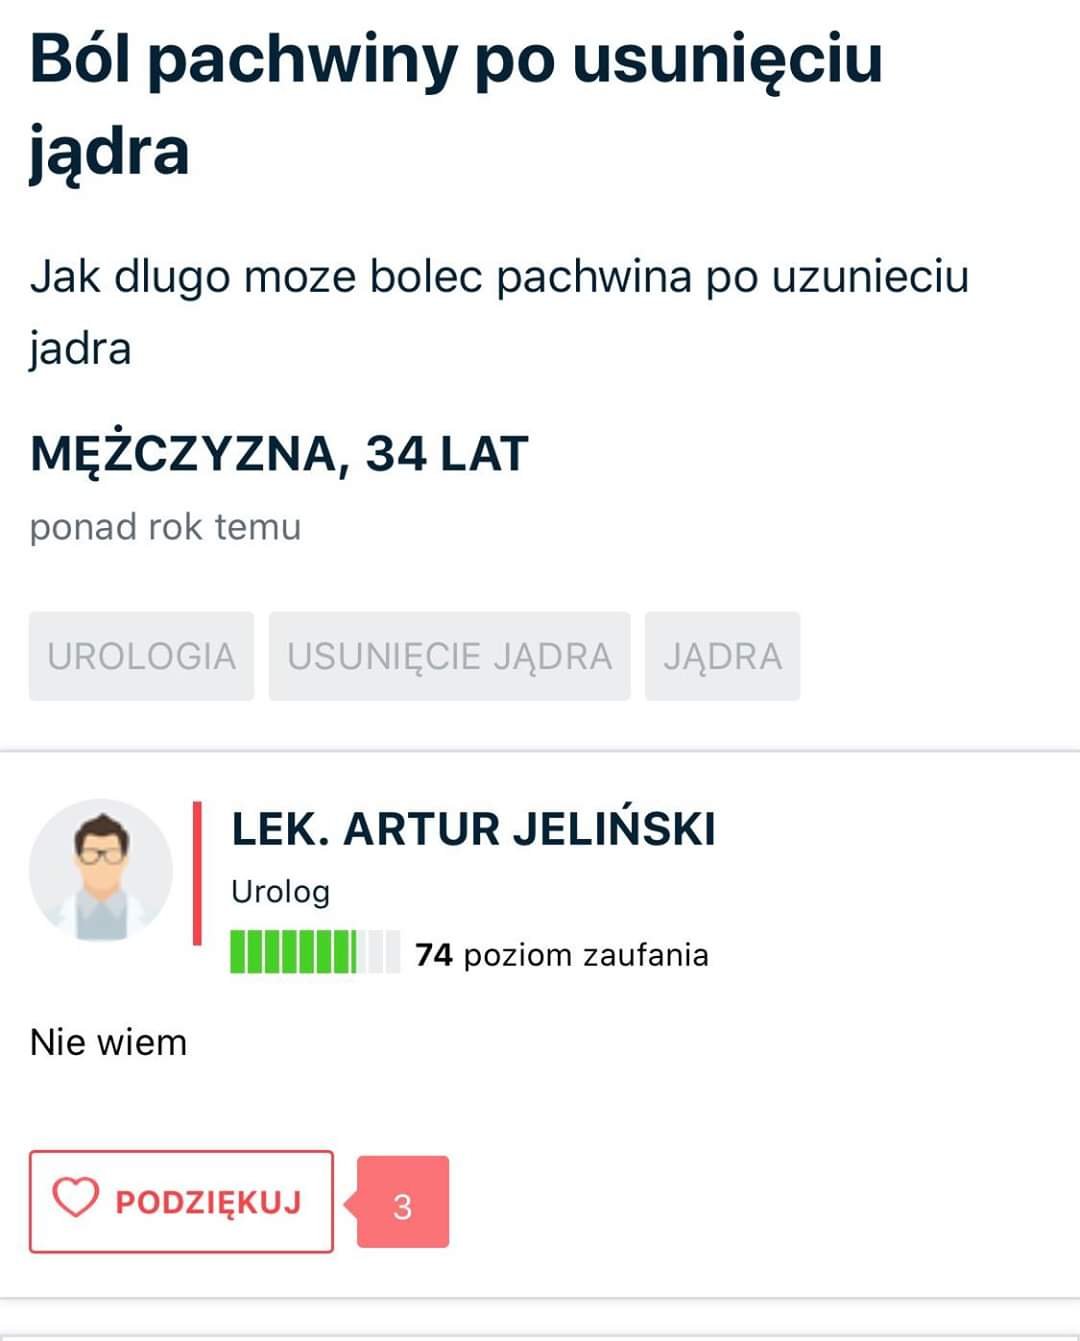 Ból pachwiny po usunięciu
jądra
Jak dlugo moze bolec pachwina po uzunieciu
jadra
MĘŻCZYZNA, 34 LAT
ponad rok temu
UROLOGIA USUNIĘCIE JĄDRA JĄDRA
LEK. ARTUR JELIŃSKI
Urolog
74 poziom zaufania
Nie wiem
PODZIĘKUJ 3